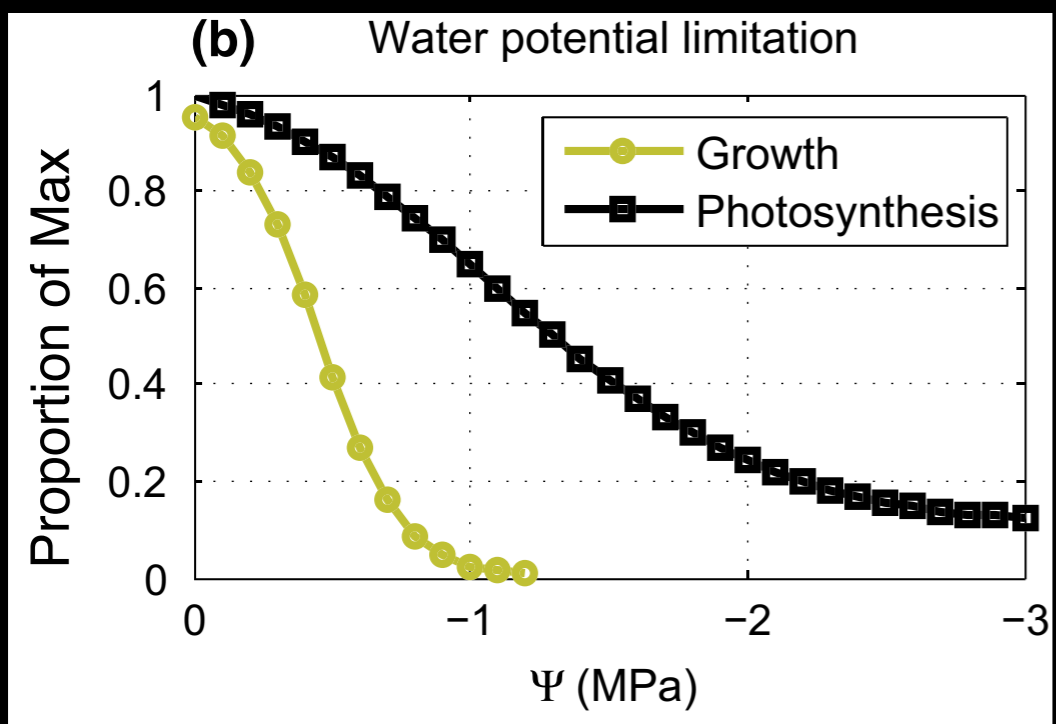 (b) Water potential limitation
Proportion of Max
1
0.8
0.6
0.4
0.2
0
Growth
Photosynthesis
0 −1 −2 −3
Ψ (MPa)